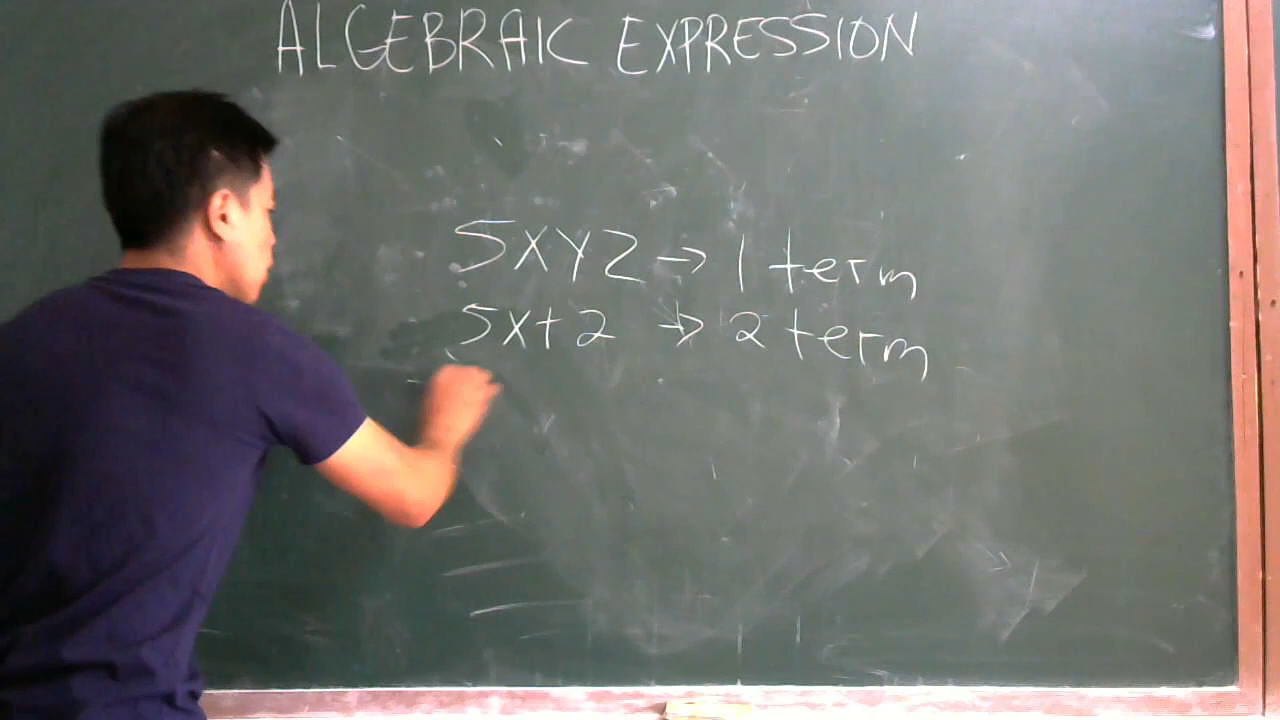 ALGEBRAIC EXPRESSION
5XYZ → 1 term
5X+2 → 2 term